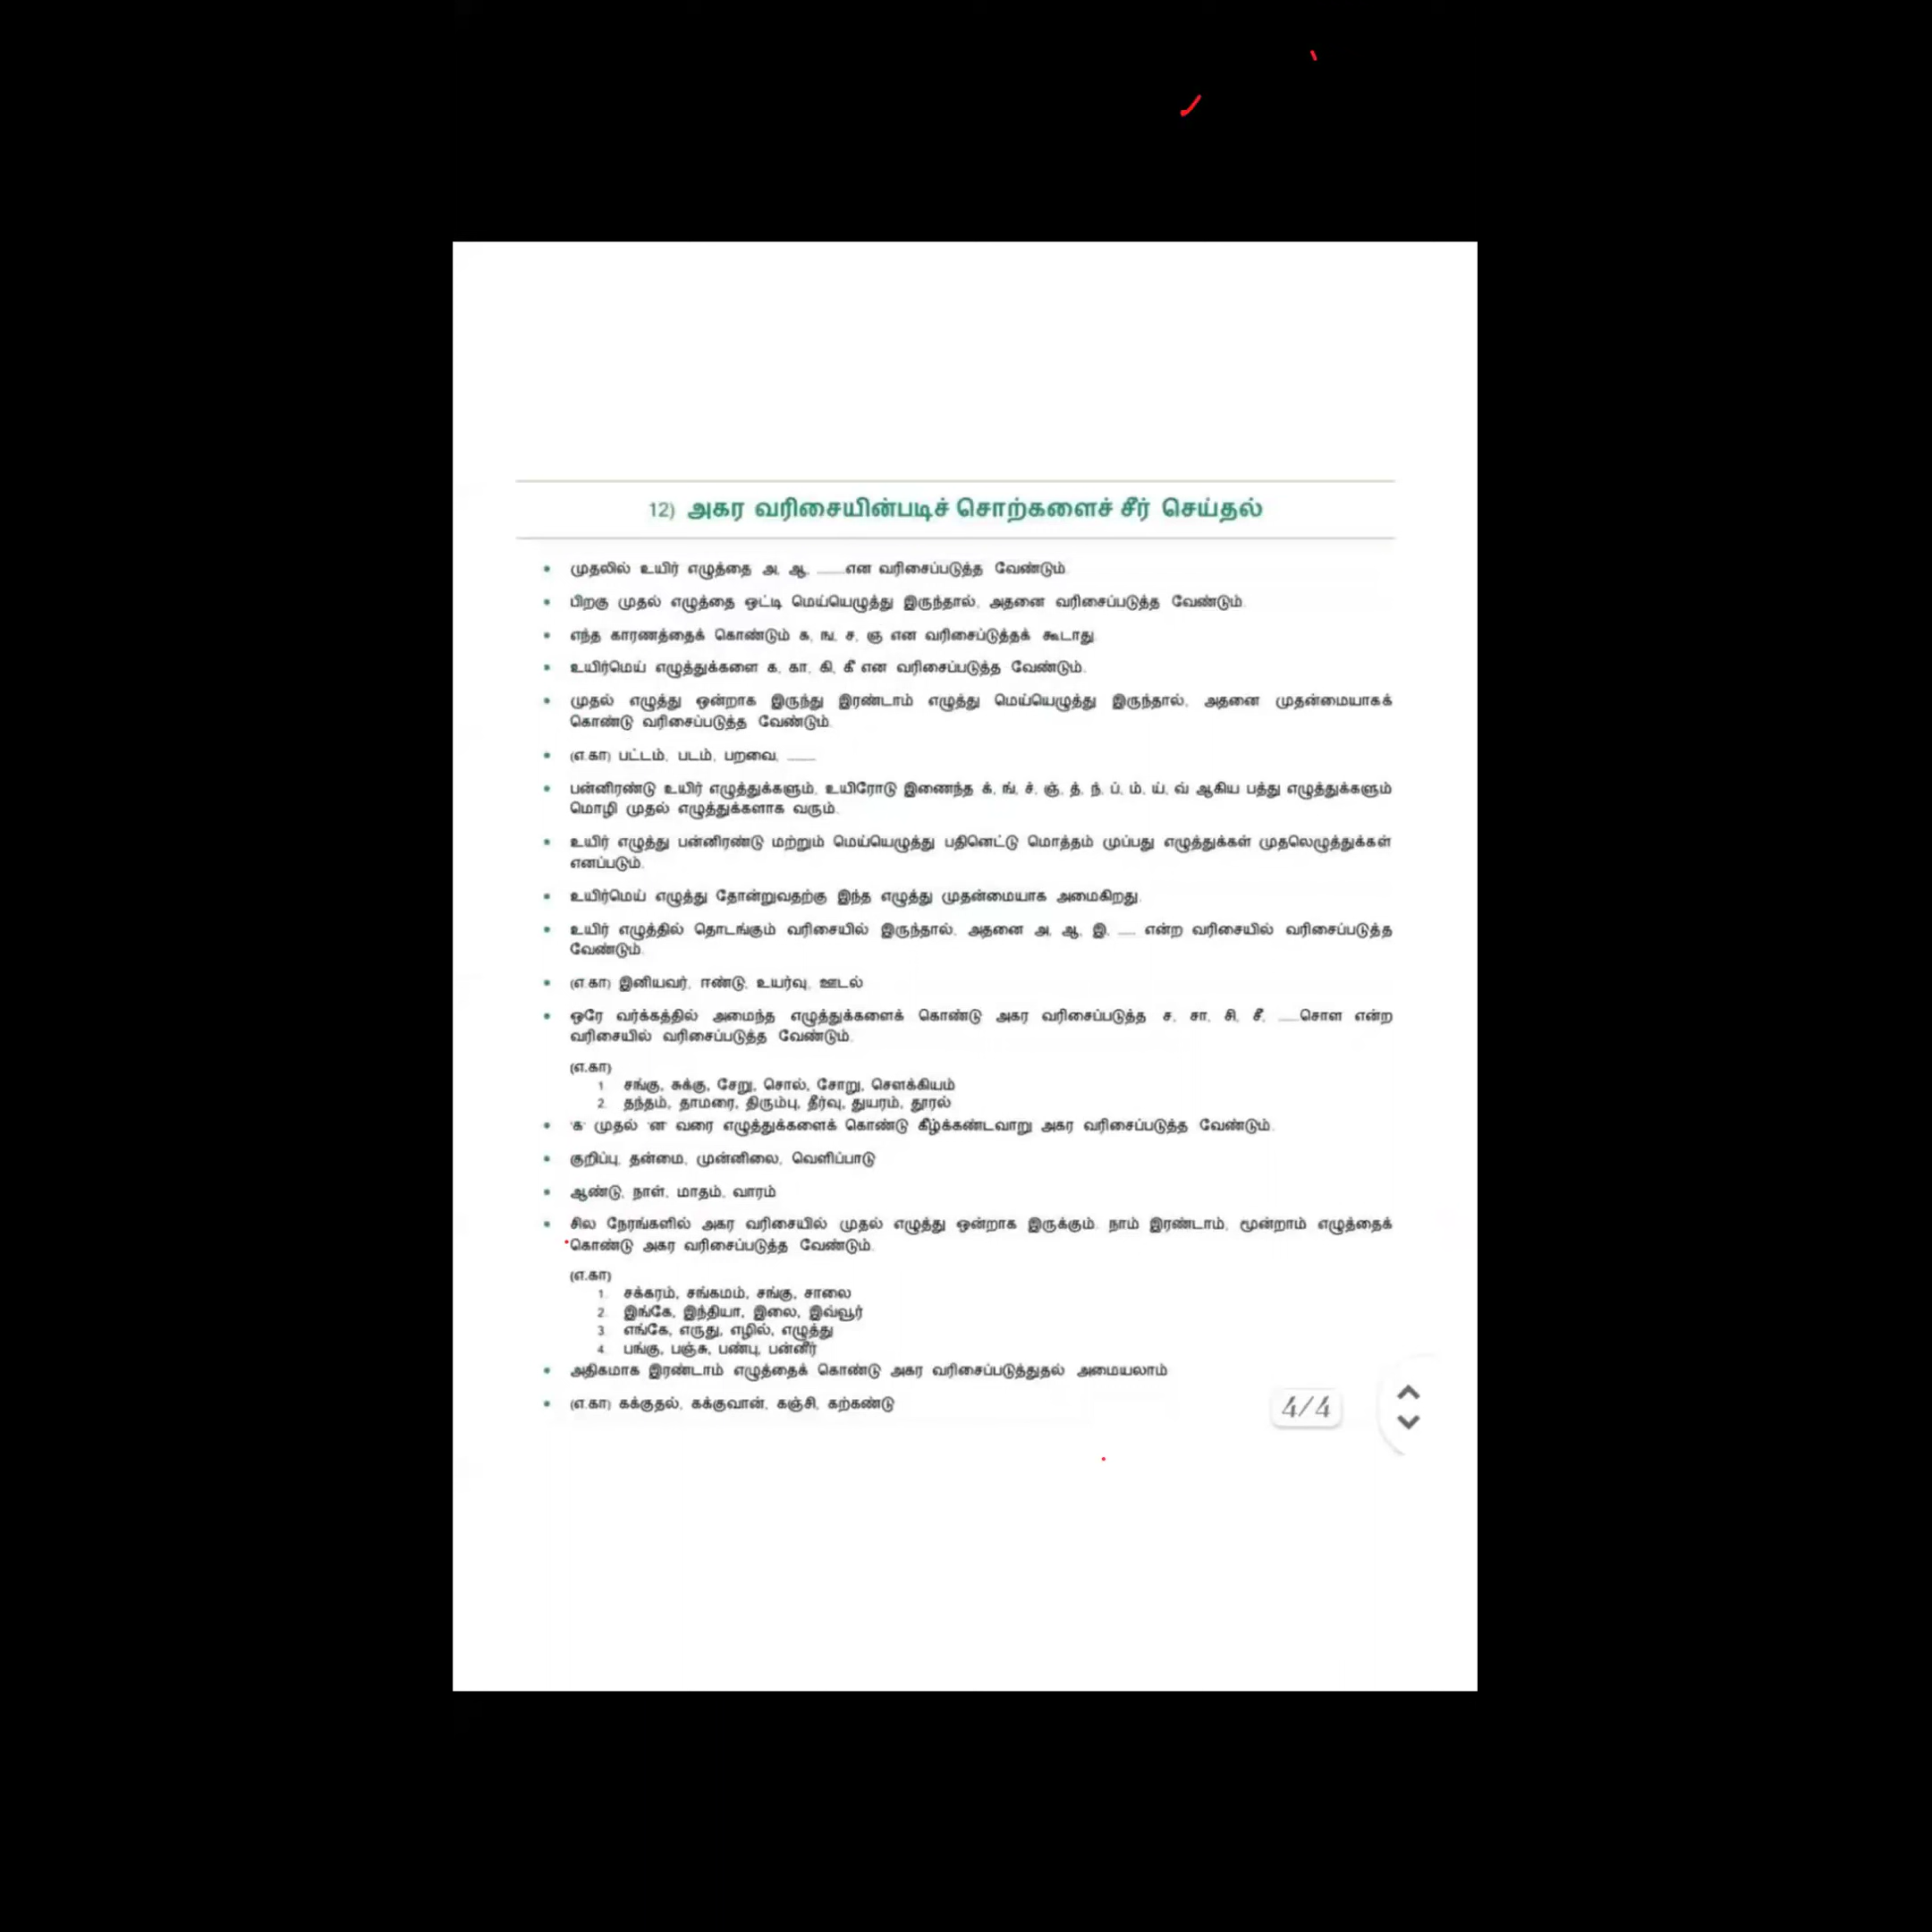 12) அகர வரிசையின்படிச் சொற்களைச் சீர் செய்தல்
• முதலில் உயிர் எழுத்தை அ, ஆ, ........என வரிசைப்படுத்த வேண்டும்.
• பிறகு முதல் எழுத்தை ஒட்டி மெய்யெழுத்து இருந்தால், அதனை வரிசைப்படுத்த வேண்டும்.
• எந்த காரணத்தைக் கொண்டும் க, ங, ச, ஞ என வரிசைப்டுத்தக் கூடாது.
• உயிர்மெய் எழுத்துக்களை க, கா, கி, கீ என வரிசைப்படுத்த வேண்டும்.
• முதல் எழுத்து ஒன்றாக இருந்து இரண்டாம் எழுத்து மெய்யெழுத்து இருந்தால், அதனை முதன்மையாகக்
கொண்டு வரிசைப்படுத்த வேண்டும்.
• (எ.கா) பட்டம், படம், பறவை, ........
• பன்னிரண்டு உயிர் எழுத்துக்களும், உயிரோடு இணைந்த க், ங், ச், ஞ், த், ந், ப், ம், ய், வ் ஆகிய பத்து எழுத்துக்களும்
மொழி முதல் எழுத்துக்களாக வரும்.
• உயிர் எழுத்து பன்னிரண்டு மற்றும் மெய்யெழுத்து பதினெட்டு மொத்தம் முப்பது எழுத்துக்கள் முதலெழுத்துக்கள்
எனப்படும்.
• உயிர்மெய் எழுத்து தோன்றுவதற்கு இந்த எழுத்து முதன்மையாக அமைகிறது.
• உயிர் எழுத்தில் தொடங்கும் வரிசையில் இருந்தால், அதனை அ, ஆ, இ, ..... என்ற வரிசையில் வரிசைப்படுத்த
வேண்டும்.
• (எ.கா) இனியவர், ஈண்டு, உயர்வு, ஊடல்
• ஒரே வர்க்கத்தில் அமைந்த எழுத்துக்களைக் கொண்டு அகர வரிசைப்படுத்த ச, சா, சி, சீ, ......சௌ என்ற
வரிசையில் வரிசைப்படுத்த வேண்டும்.
(எ.கா)
1. சங்கு, சுக்கு, சேறு, சொல், சோறு, சௌக்கியம்
2. தந்தம், தாமரை, திரும்பு, தீர்வு, துயரம், தூரல்
• 'க' முதல் 'ன' வரை எழுத்துக்களைக் கொண்டு கீழ்க்கண்டவாறு அகர வரிசைப்படுத்த வேண்டும்.
• குறிப்பு, தன்மை, முன்னிலை, வெளிப்பாடு
• ஆண்டு, நாள், மாதம், வாரம்
• சில நேரங்களில் அகர வரிசையில் முதல் எழுத்து ஒன்றாக இருக்கும். நாம் இரண்டாம், மூன்றாம் எழுத்தைக்
கொண்டு அகர வரிசைப்படுத்த வேண்டும்.
(எ.கா)
1. சக்கரம், சங்கமம், சங்கு, சாலை
2. இங்கே, இந்தியா, இலை, இவ்வூர்
3. எங்கே, எருது, எழில், எழுத்து
4. பங்கு, பஞ்சு, பண்பு, பன்னீர்
• அதிகமாக இரண்டாம் எழுத்தைக் கொண்டு அகர வரிசைப்படுத்துதல் அமையலாம்
• (எ.கா) கக்குதல், கக்குவான், கஞ்சி, கற்கண்டு
4/4